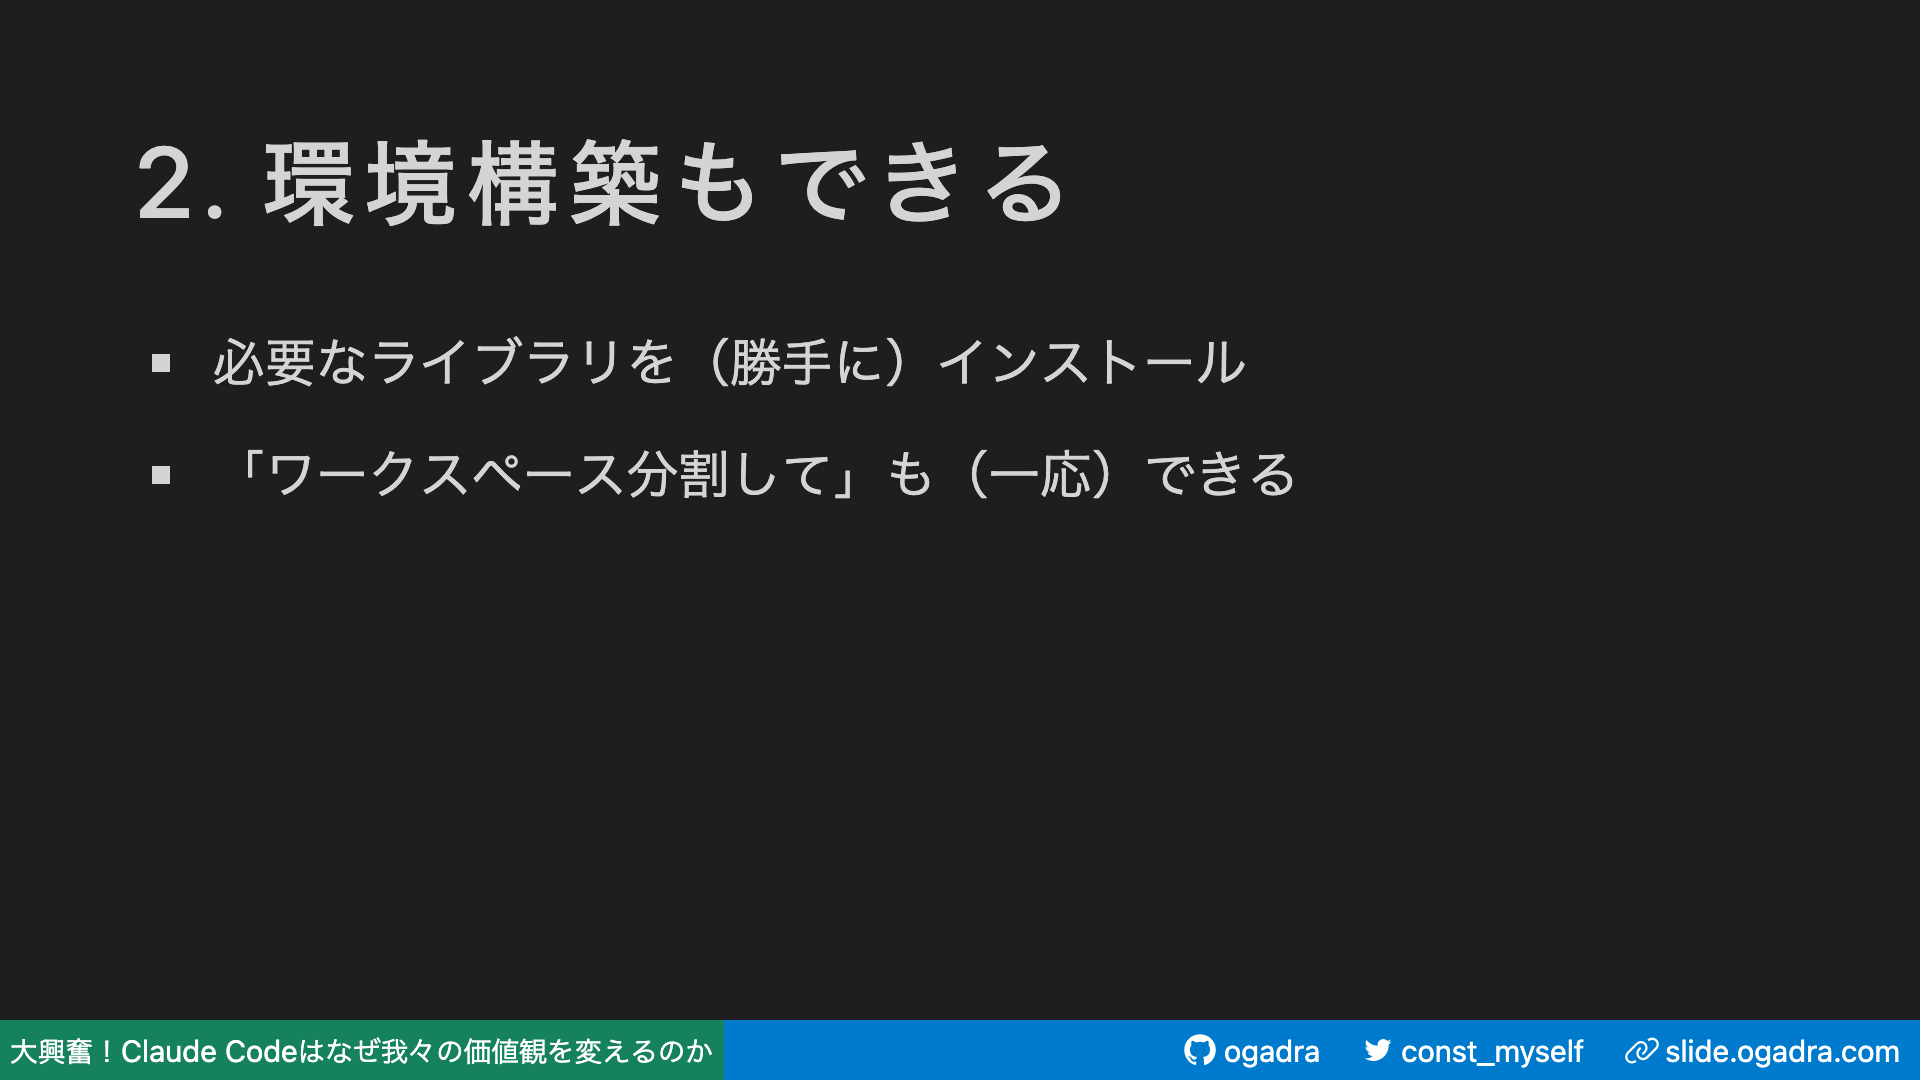 2. 環境構築もできる
必要なライブラリを（勝手に）インストール
「ワークスペース分割して」も（一応）できる
大興奮！Claude Codeはなぜ我々の価値観を変えるのか
ogadra
const_myself
slide.ogadra.com